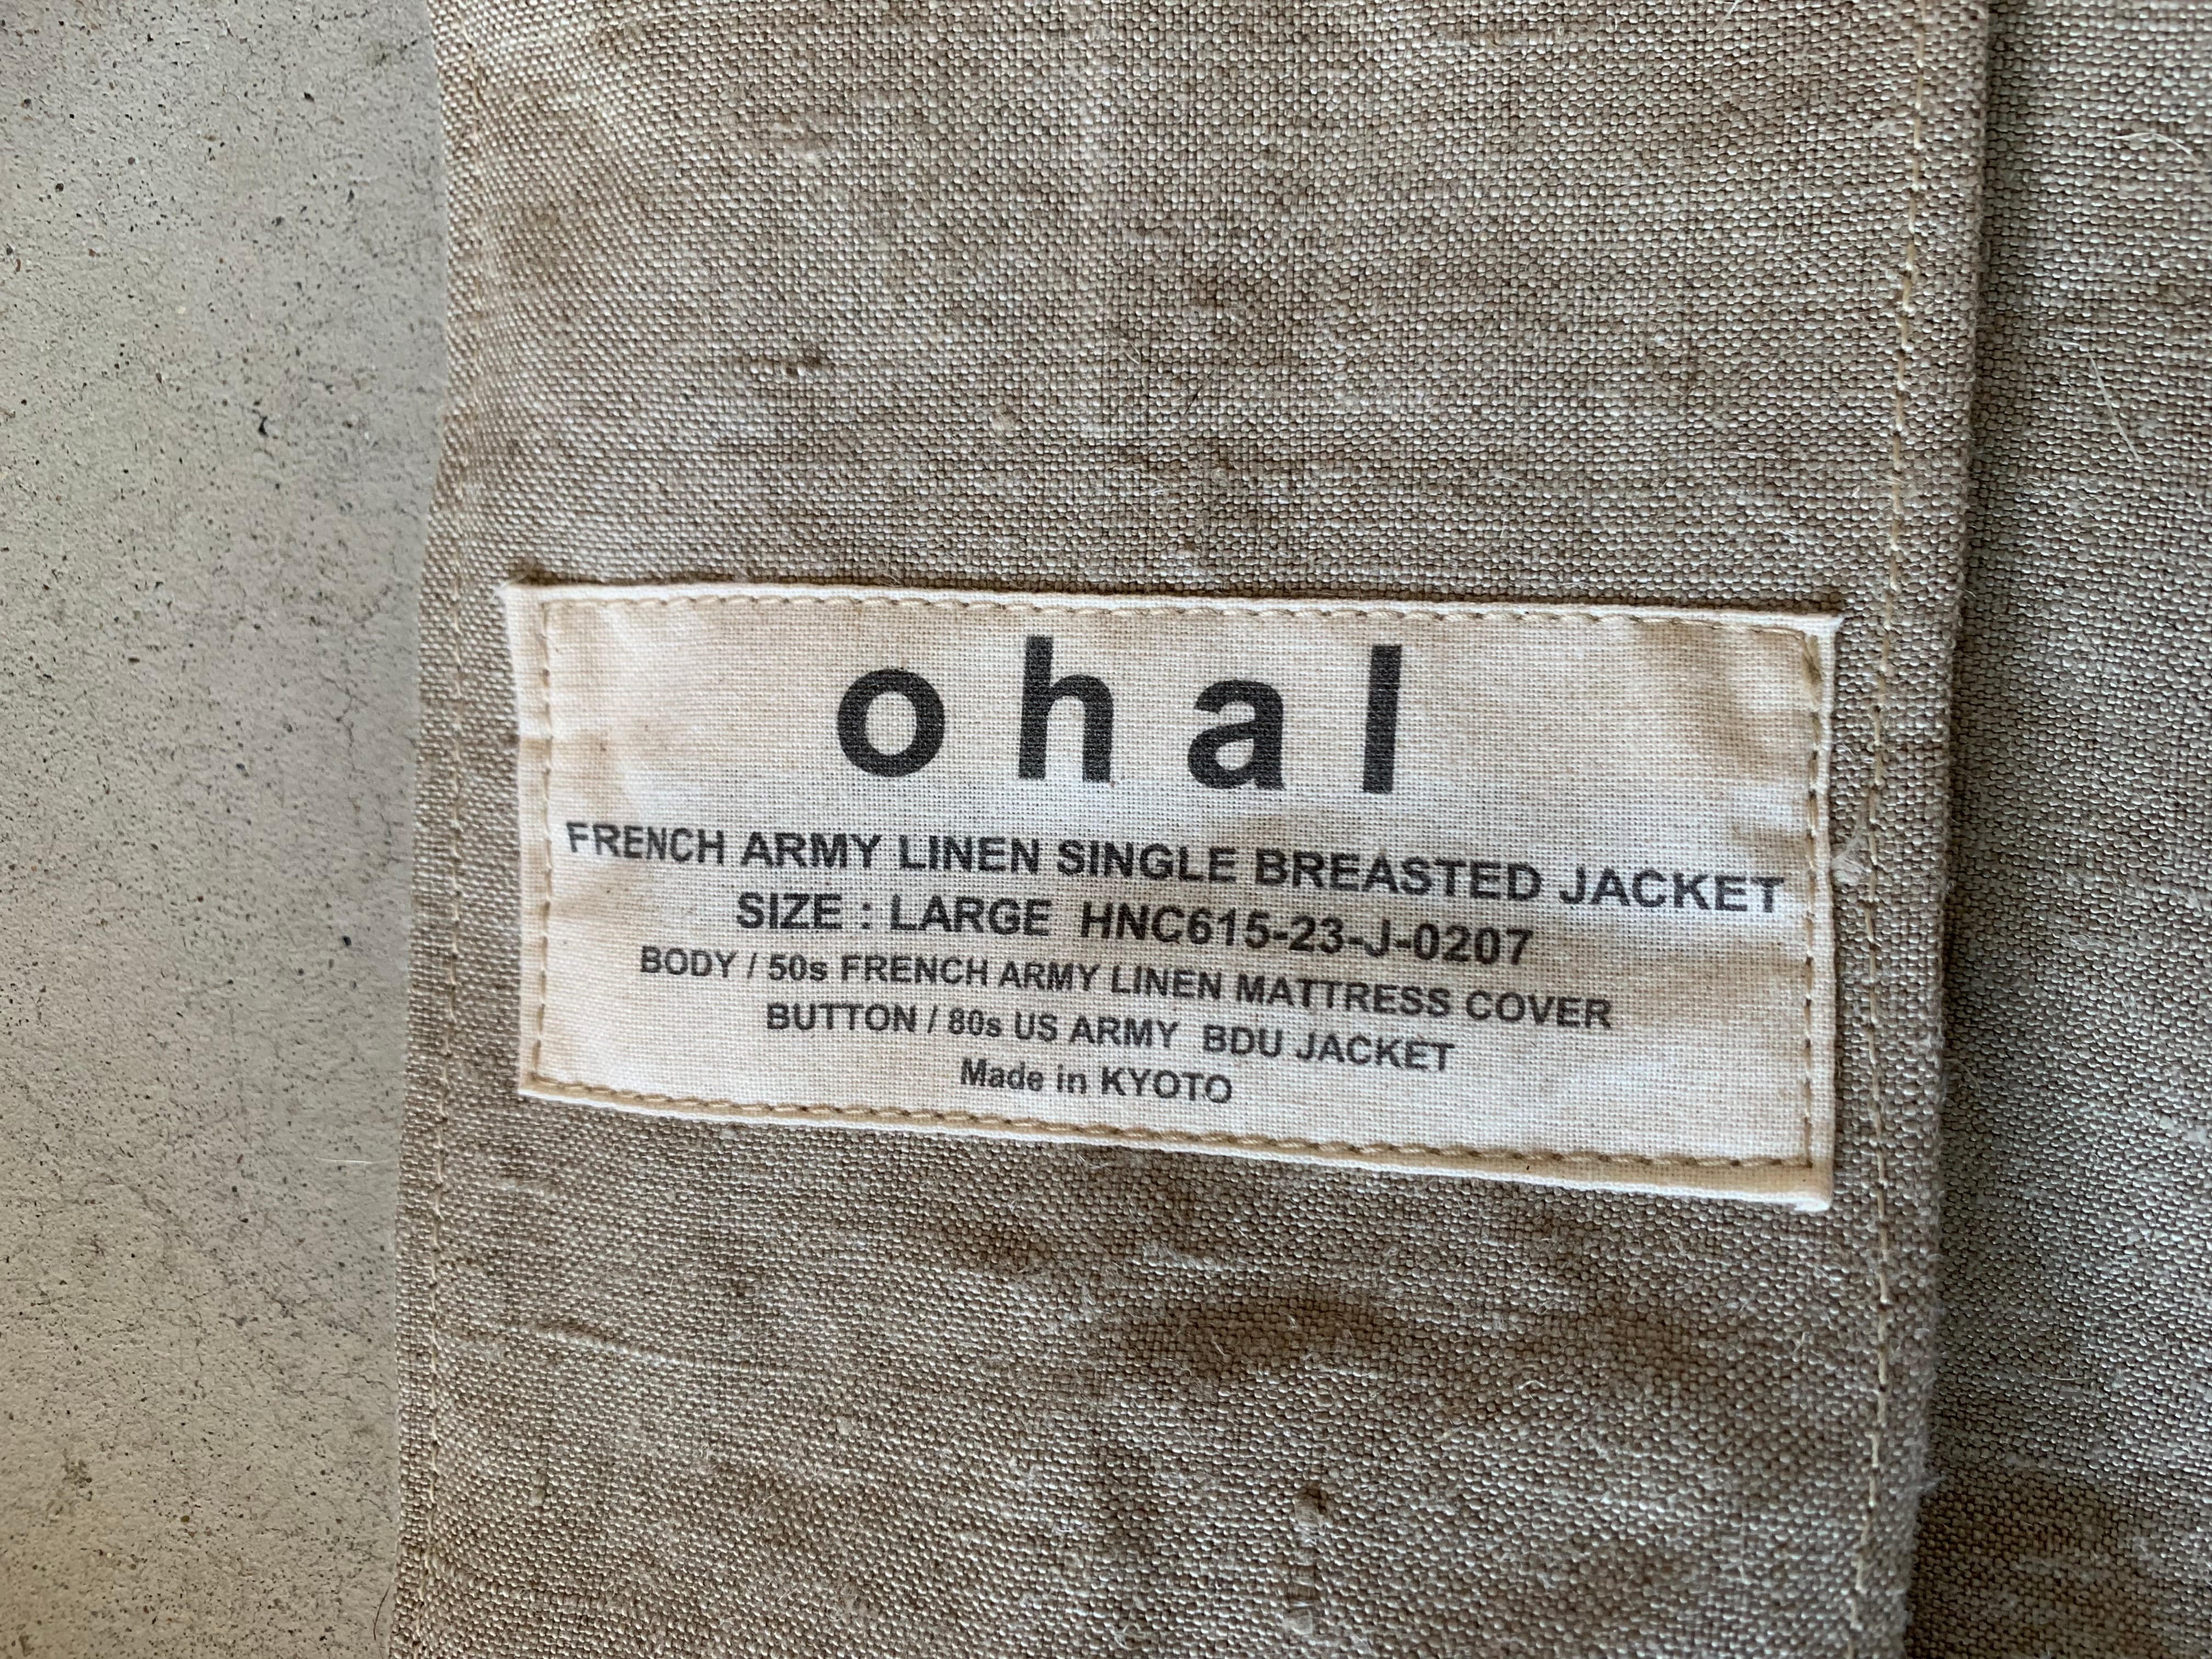 ohal
FRENCH ARMY LINEN SINGLE BREASTED JACKET
SIZE : LARGE HNC615-23-J-0207
BODY / 50s FRENCH ARMY LINEN MATTRESS COVER
BUTTON / 80s US ARMY BDU JACKET
Made in KYOTO